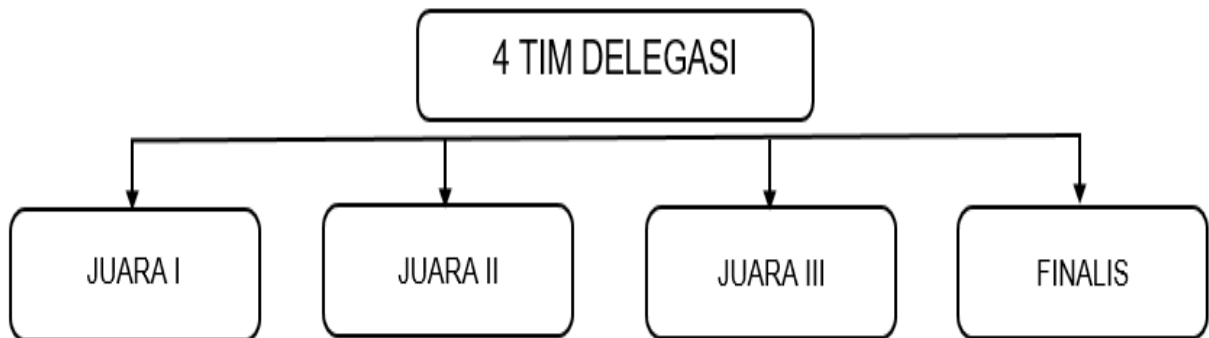 4 TIM DELEGASI
JUARA I
JUARA II
JUARA III
FINALIS